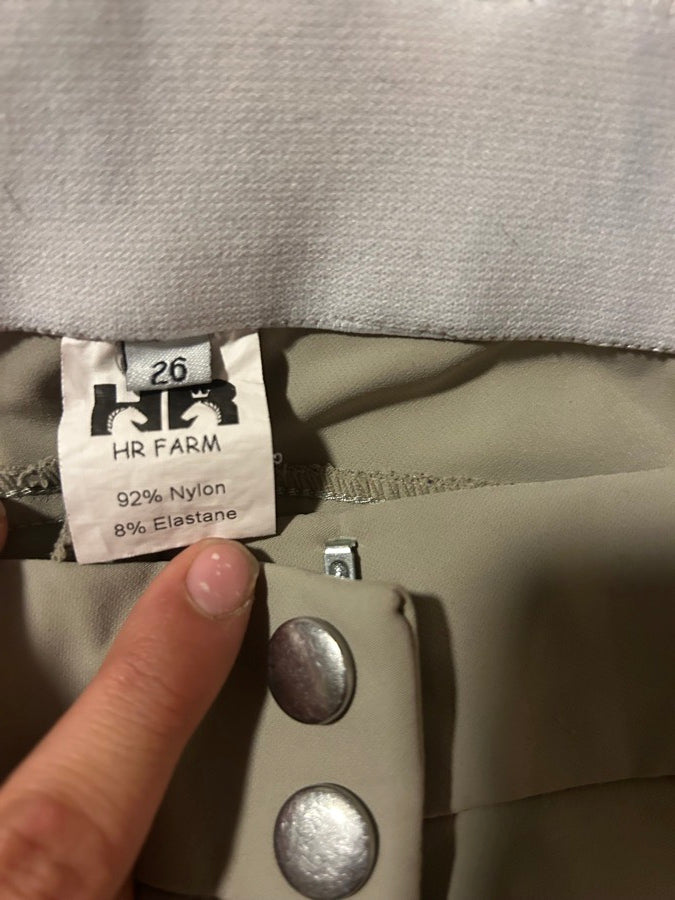 26
HR
HR FARM
92% Nylon
8% Elastane